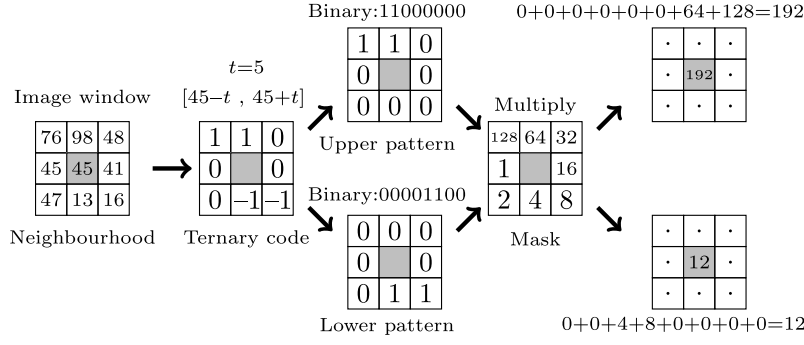 Binary:11000000
0+0+0+0+0+0+64+128=192
1 1 0
0 0
0 0 0
Upper pattern
t=5
[45−t , 45+t]
Image window
76 98 48
45 45 41
47 13 16
Neighbourhood
1 1 0
0 0
0 −1 −1
Ternary code
Multiply
128 64 32
1 16
2 4 8
Mask
· · ·
· 192 ·
· · ·
Binary:00001100
0 0 0
0 0
0 1 1
Lower pattern
· · ·
· 12 ·
· · ·
0+0+4+8+0+0+0+0=12